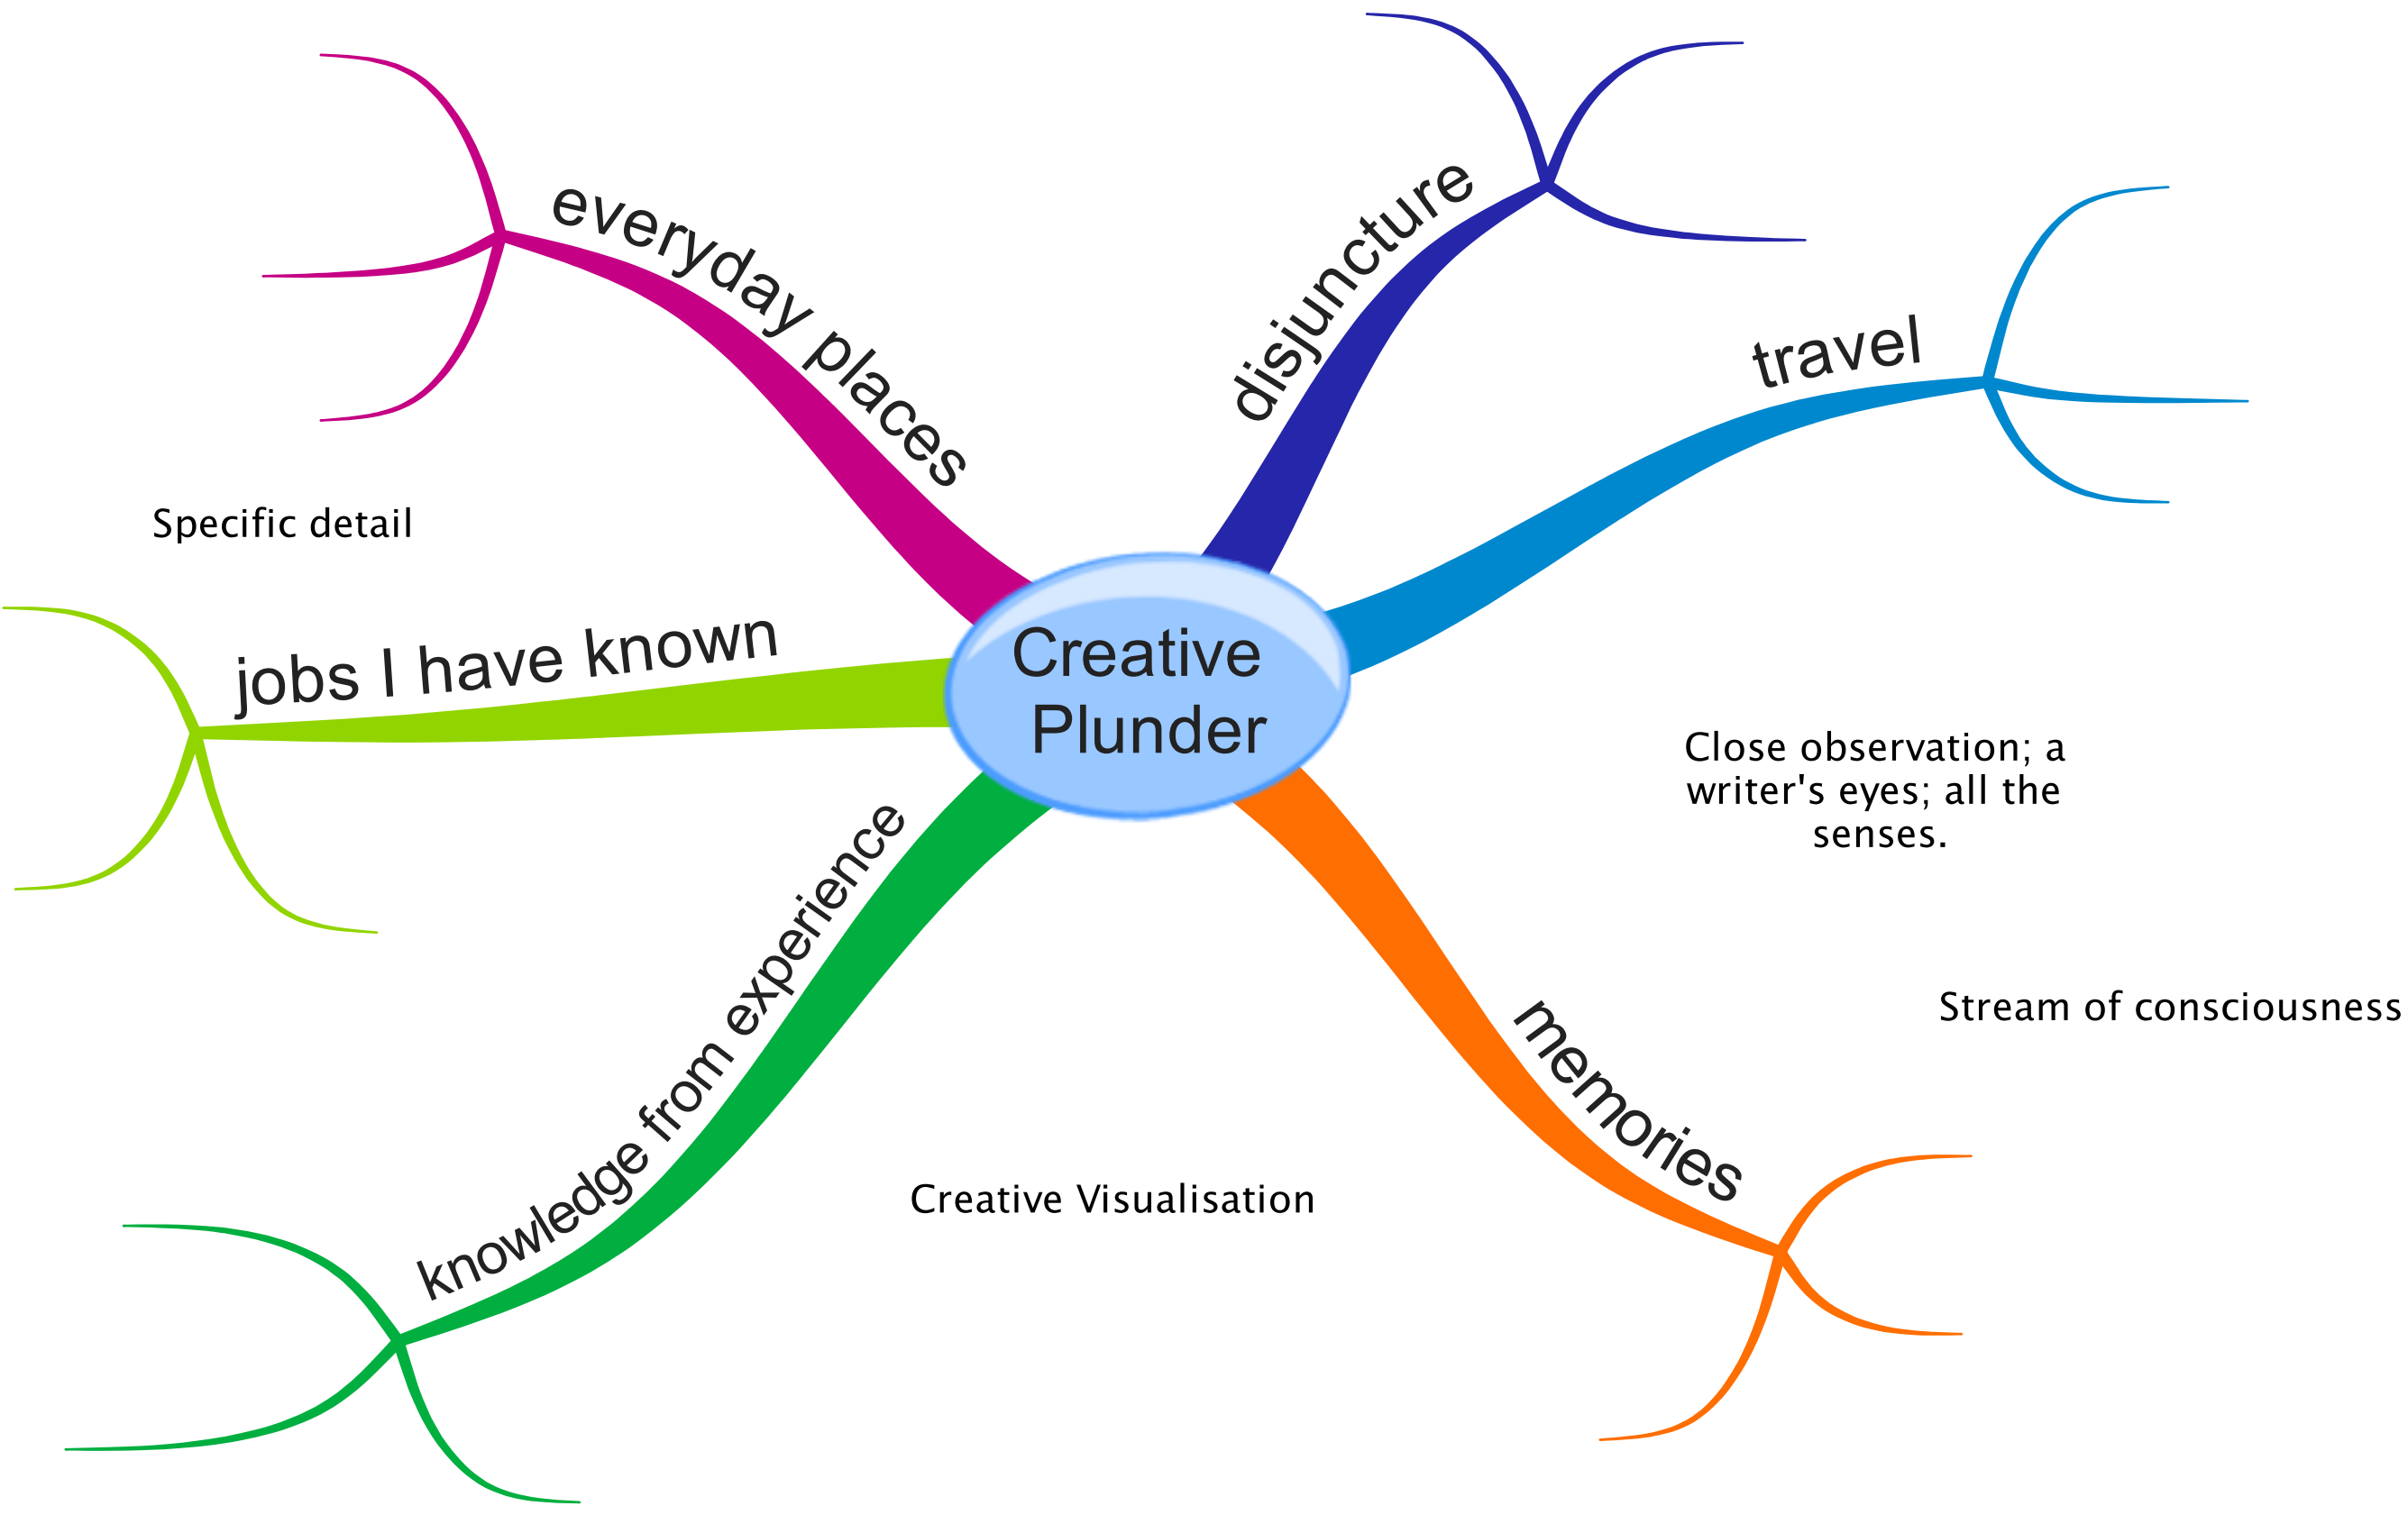 everyday places
disjuncture
travel
Specific detail
jobs I have known
Creative
Plunder
Close observation; a
writer's eyes; all the
senses.
knowledge from experience
memories
Stream of consciousness
Creative Visualisation